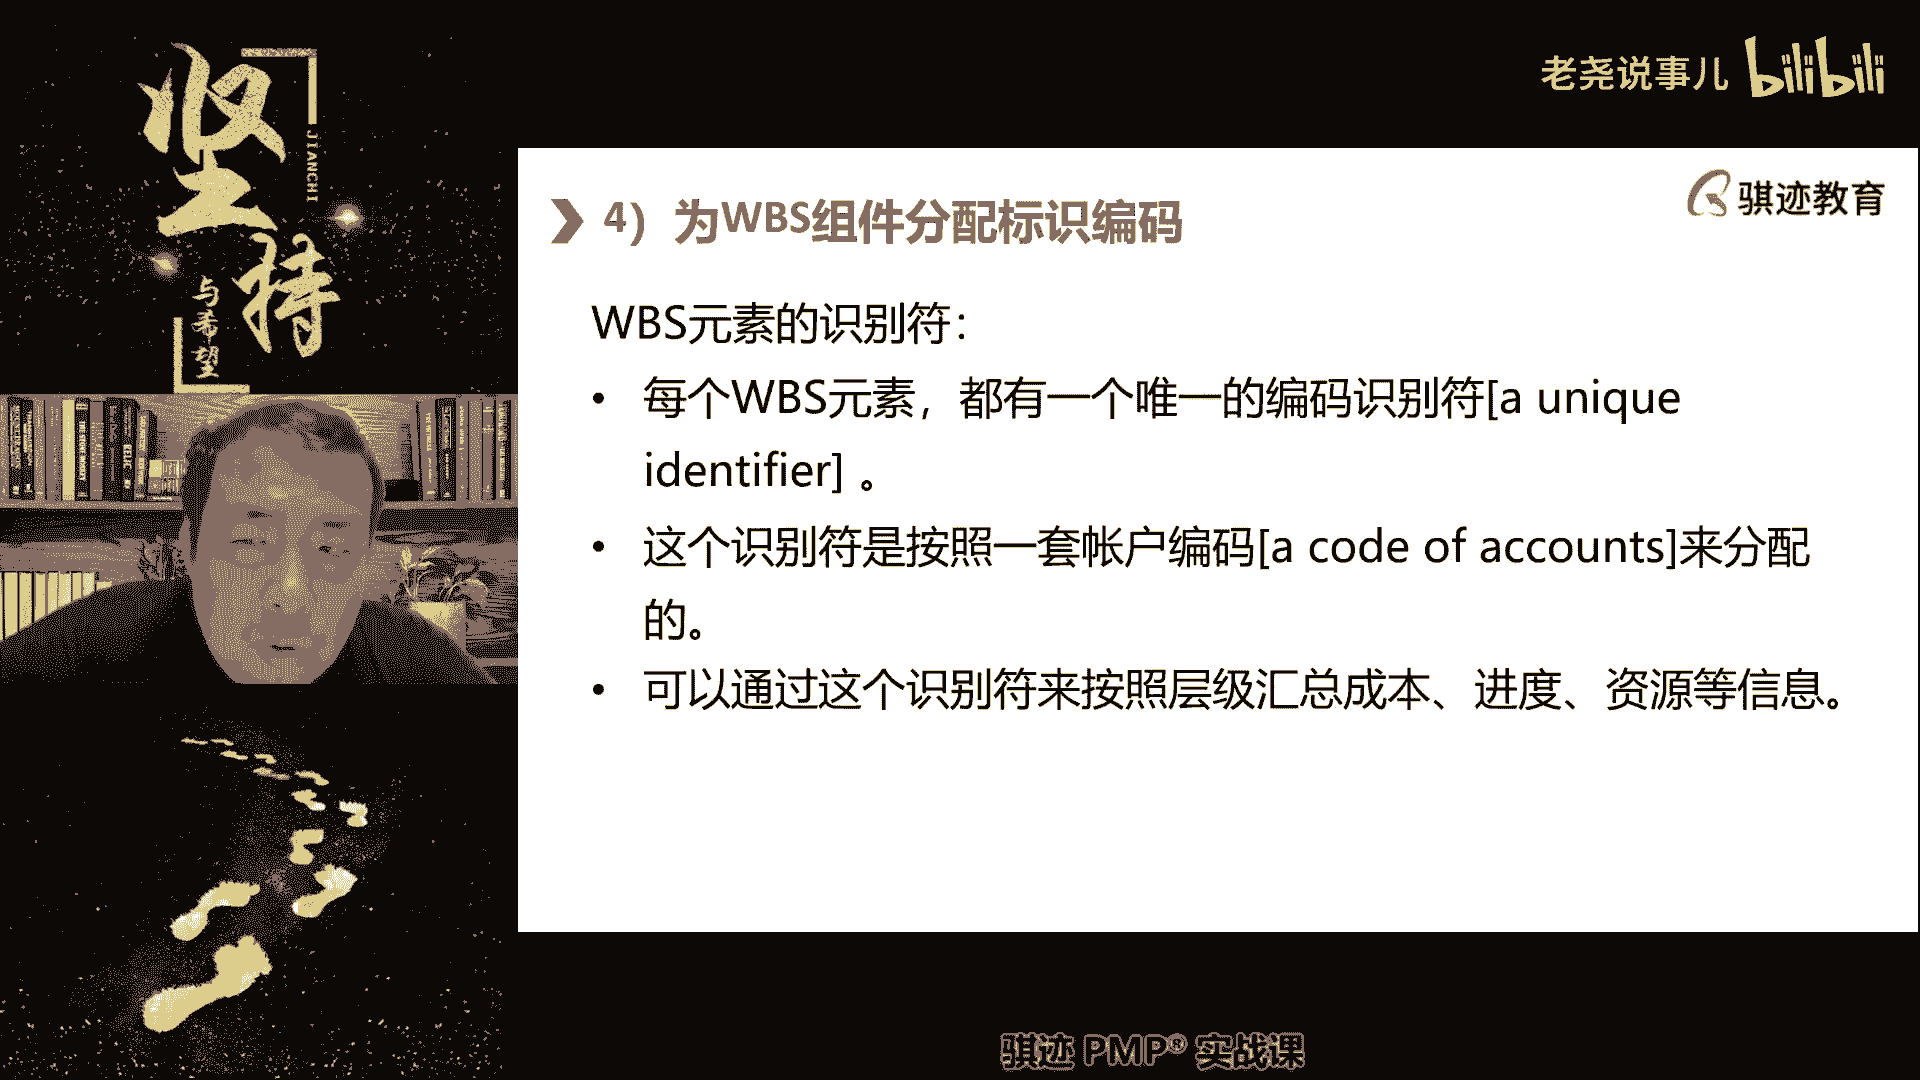 坚持
JIANCHI
与希望
老尧说事儿 bilibili
骐迹教育
4）为WBS组件分配标识编码
WBS元素的识别符：
• 每个WBS元素，都有一个唯一的编码识别符[a unique
identifier] 。
• 这个识别符是按照一套帐户编码[a code of accounts]来分配
的。
• 可以通过这个识别符来按照层级汇总成本、进度、资源等信息。
骐迹 PMP® 实战课